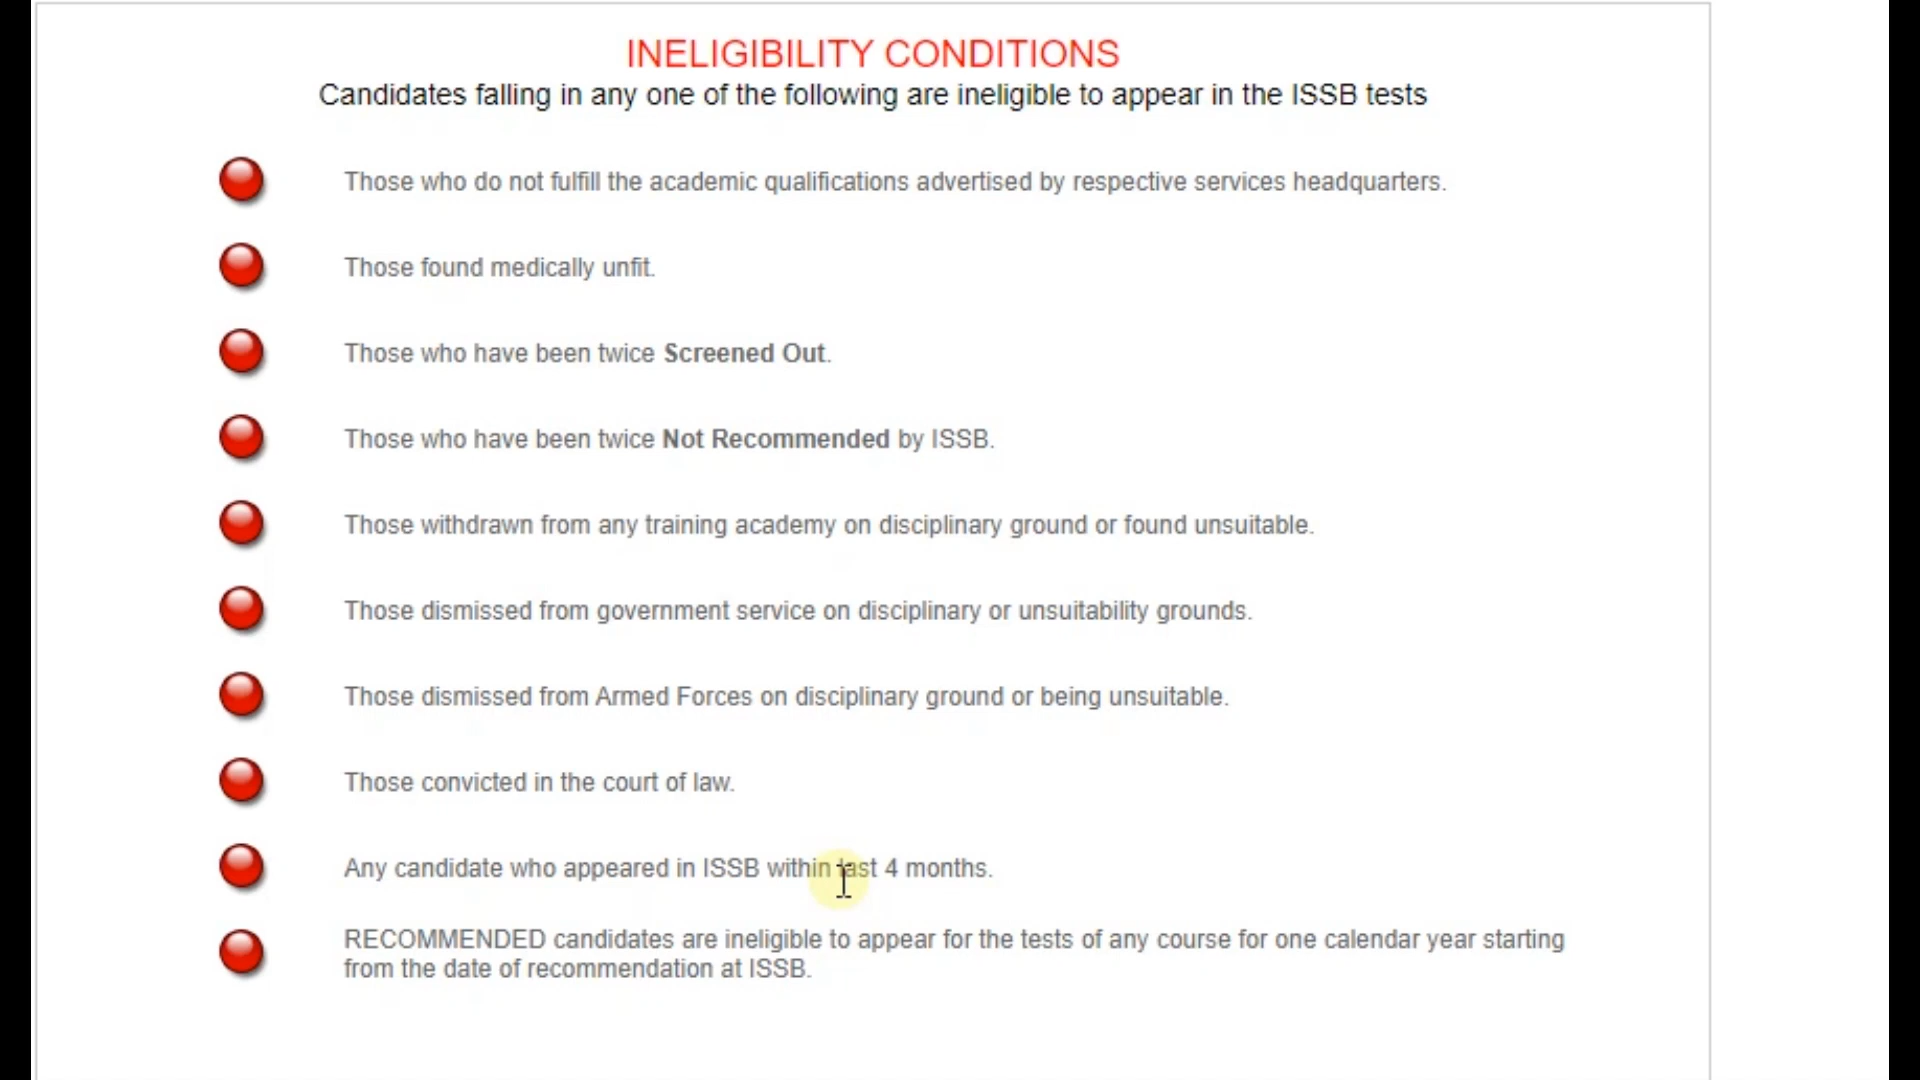 INELIGIBILITY CONDITIONS
Candidates falling in any one of the following are ineligible to appear in the ISSB tests
Those who do not fulfill the academic qualifications advertised by respective services headquarters.
Those found medically unfit.
Those who have been twice Screened Out.
Those who have been twice Not Recommended by ISSB.
Those withdrawn from any training academy on disciplinary ground or found unsuitable.
Those dismissed from government service on disciplinary or unsuitability grounds.
Those dismissed from Armed Forces on disciplinary ground or being unsuitable.
Those convicted in the court of law.
Any candidate who appeared in ISSB within last 4 months.
RECOMMENDED candidates are ineligible to appear for the tests of any course for one calendar year starting
from the date of recommendation at ISSB.